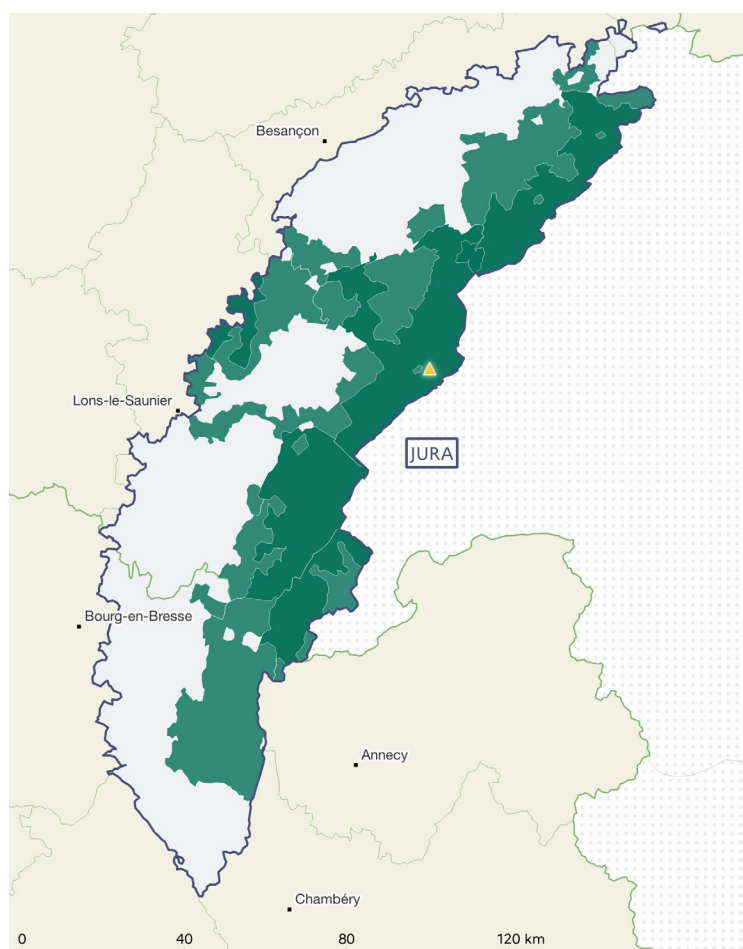 Besançon
Lons-le-Saunier
JURA
Bourg-en-Bresse
Annecy
Chambéry
0 40 80 120 km